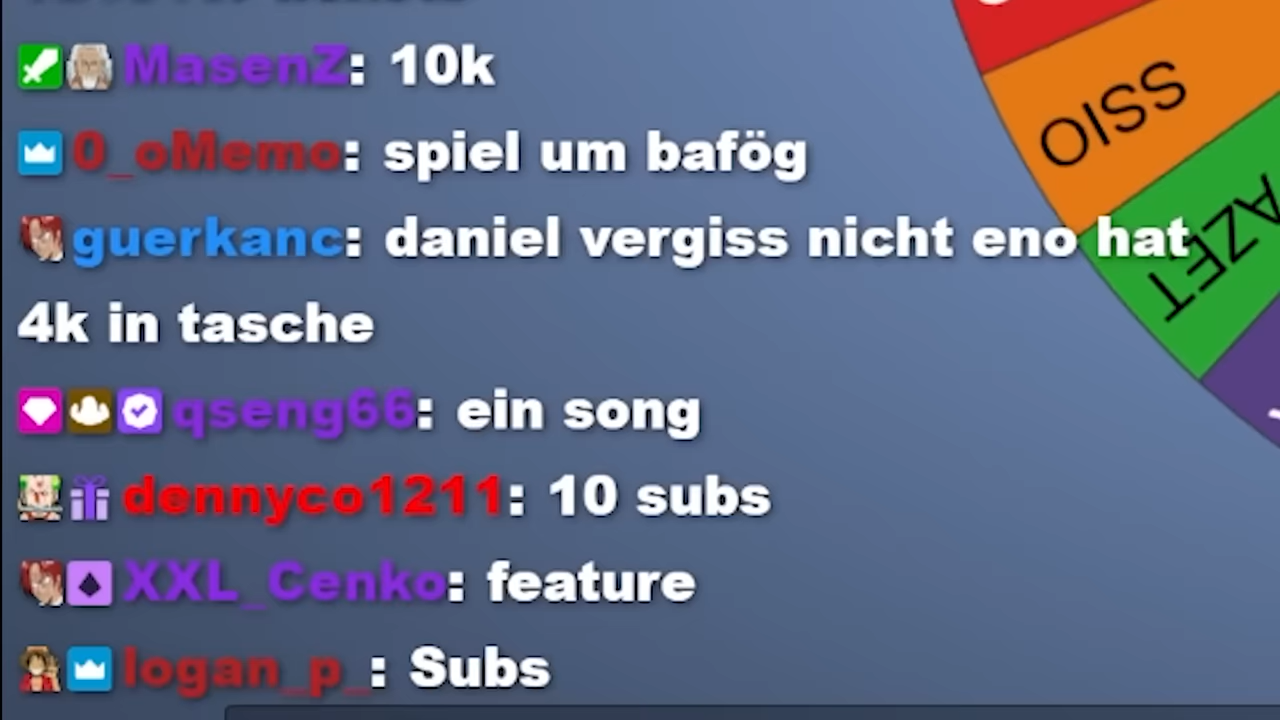 MasenZ: 10k
0_oMemo: spiel um bafög
guerkanc: daniel vergiss nicht eno hat
4k in tasche
qseng66: ein song
dennyco1211: 10 subs
XXL_Cenko: feature
logan_p_: Subs
SSIO
AZET